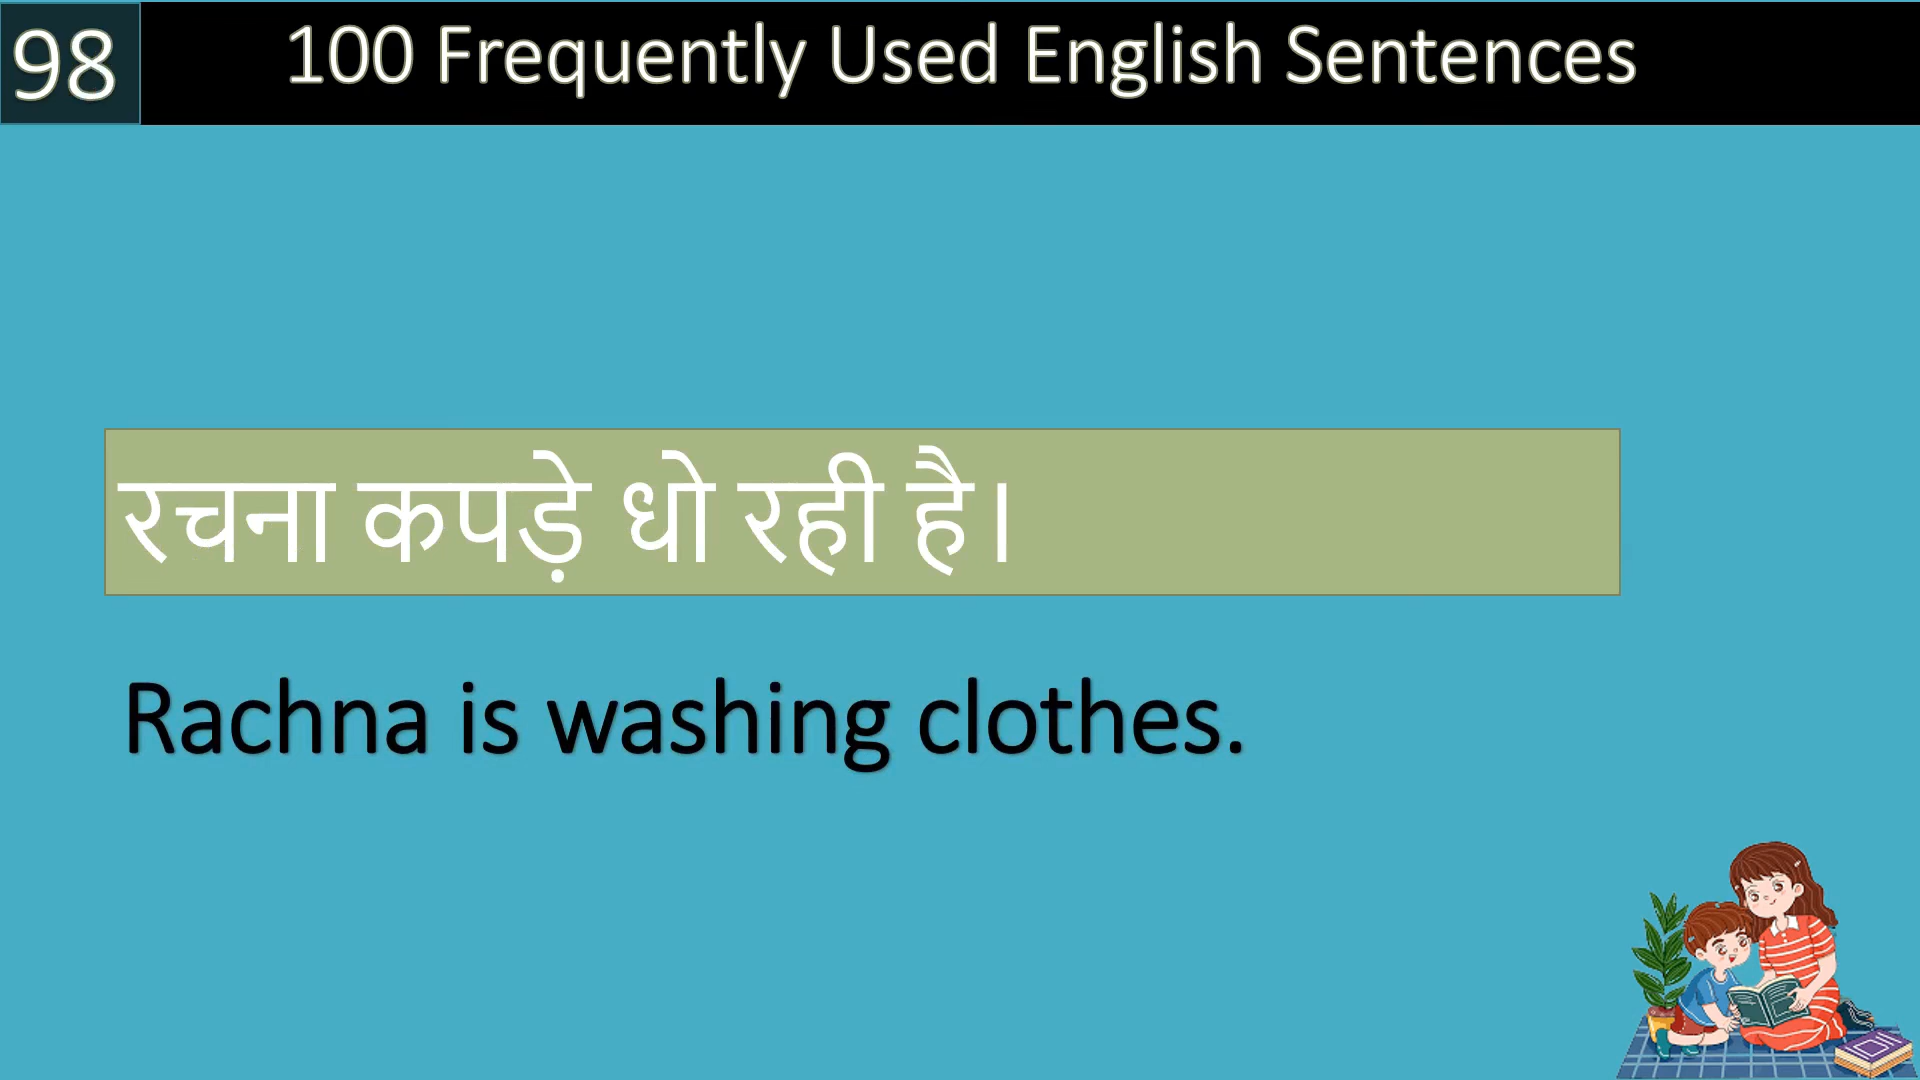 98
100 Frequently Used English Sentences
रचना कपड़े धो रही है।
Rachna is washing clothes.